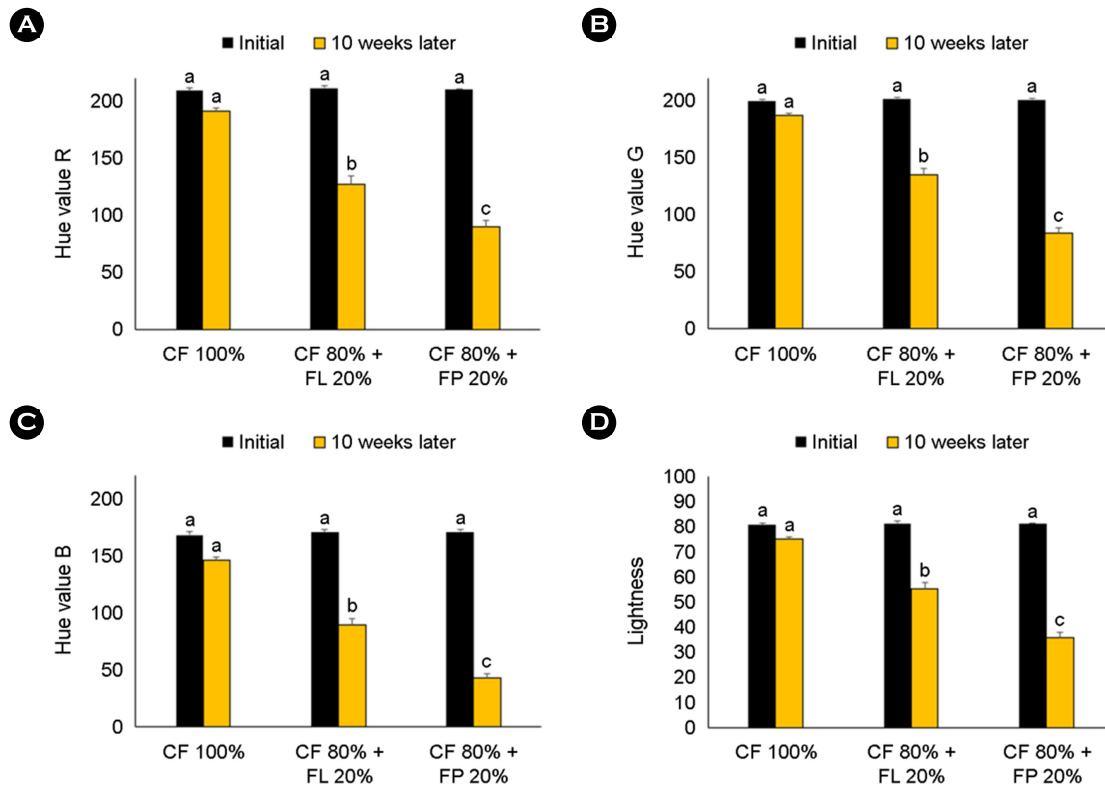 A
Initial 10 weeks later
Hue value R
200
150
100
50
0
a a a b a c
CF 100%
CF 80% +
FL 20%
CF 80% +
FP 20%
B
Initial 10 weeks later
Hue value G
200
150
100
50
0
a a a b a c
CF 100%
CF 80% +
FL 20%
CF 80% +
FP 20%
C
Initial 10 weeks later
Hue value B
200
150
100
50
0
a a a b a c
CF 100%
CF 80% +
FL 20%
CF 80% +
FP 20%
D
Initial 10 weeks later
Lightness
100
90
80
70
60
50
40
30
20
10
0
a a a b a c
CF 100%
CF 80% +
FL 20%
CF 80% +
FP 20%